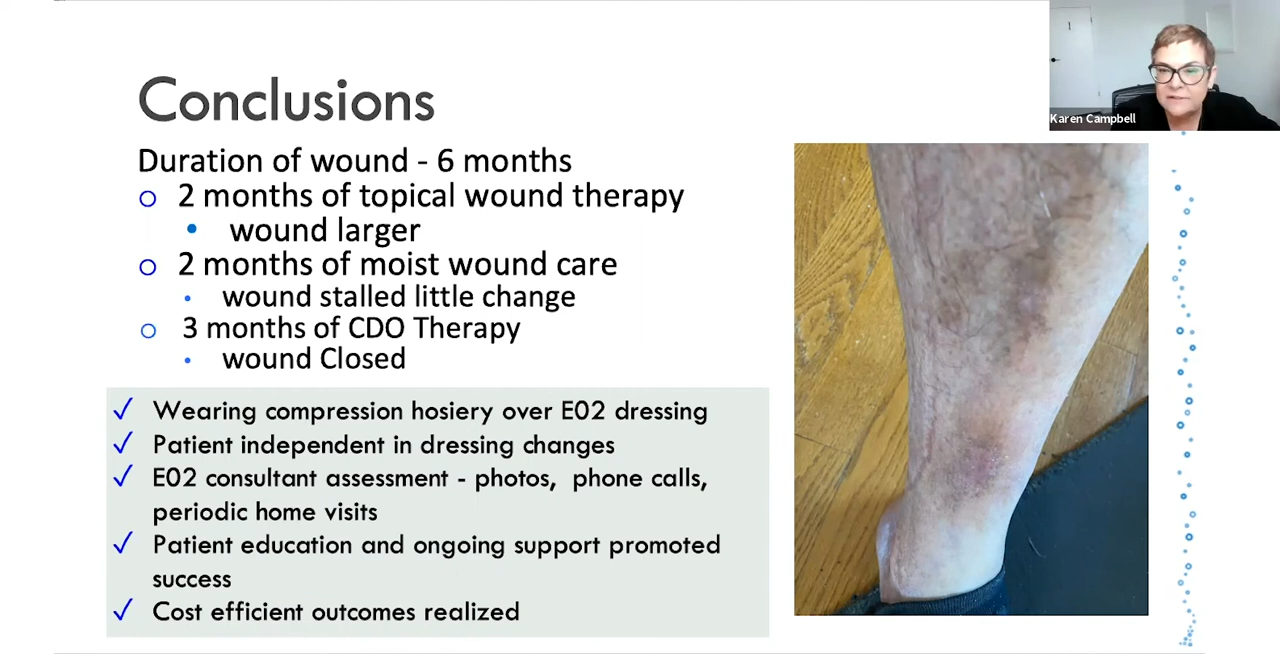 Karen Campbell
Conclusions
Duration of wound - 6 months
2 months of topical wound therapy
wound larger
2 months of moist wound care
wound stalled little change
3 months of CDO Therapy
wound Closed
Wearing compression hosiery over E02 dressing
Patient independent in dressing changes
E02 consultant assessment - photos, phone calls,
periodic home visits
Patient education and ongoing support promoted
success
Cost efficient outcomes realized